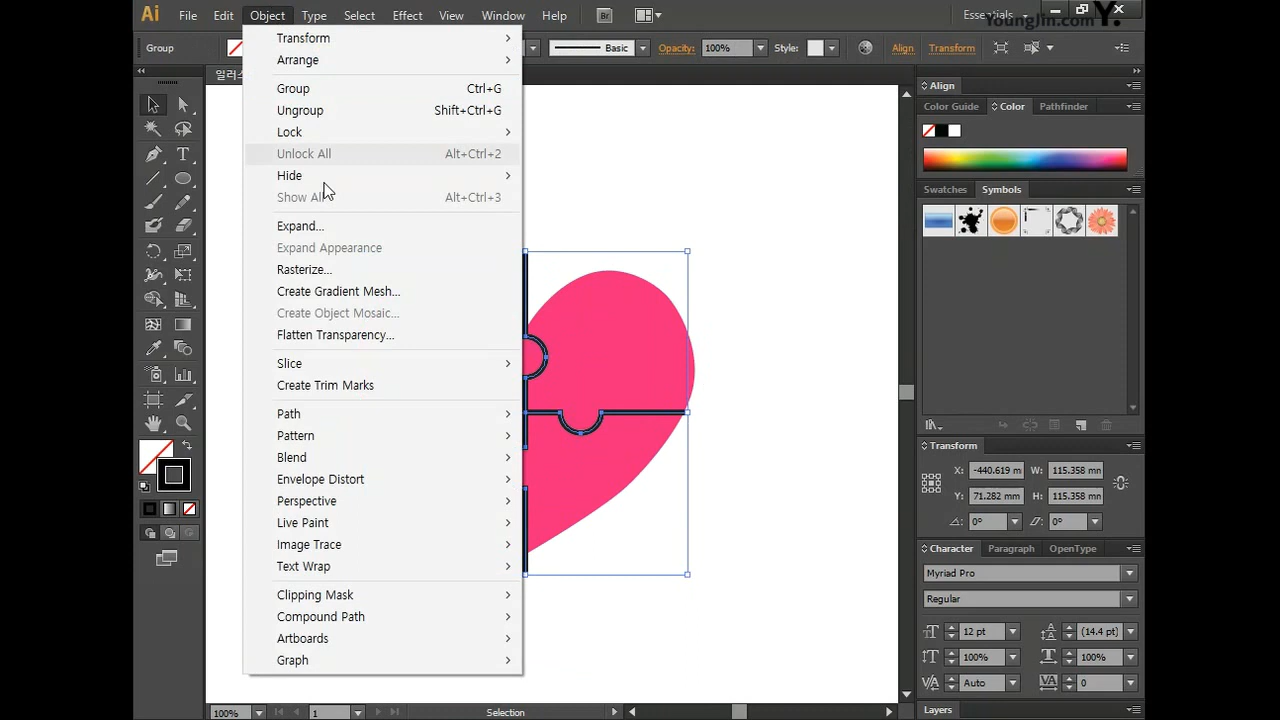 Ai File Edit Object Type Select Effect View Window Help Br Essentials
YoungJin.com Y.
Group Basic Opacity: 100% Style: Align Transform
일러스
Transform
Arrange
Group Ctrl+G
Ungroup Shift+Ctrl+G
Lock
Unlock All Alt+Ctrl+2
Hide
Show All Alt+Ctrl+3
Expand...
Expand Appearance
Rasterize...
Create Gradient Mesh...
Create Object Mosaic...
Flatten Transparency...
Slice
Create Trim Marks
Path
Pattern
Blend
Envelope Distort
Perspective
Live Paint
Image Trace
Text Wrap
Clipping Mask
Compound Path
Artboards
Graph
Align
Color Guide Color Pathfinder
Swatches Symbols
Transform
X: -440.619 m W: 115.358 mm
Y: 71.282 mm H: 115.358 mm
0° 0°
Character Paragraph OpenType
Myriad Pro
Regular
12 pt (14.4 pt)
100% 100%
Auto 0
Layers
100% 1 Selection